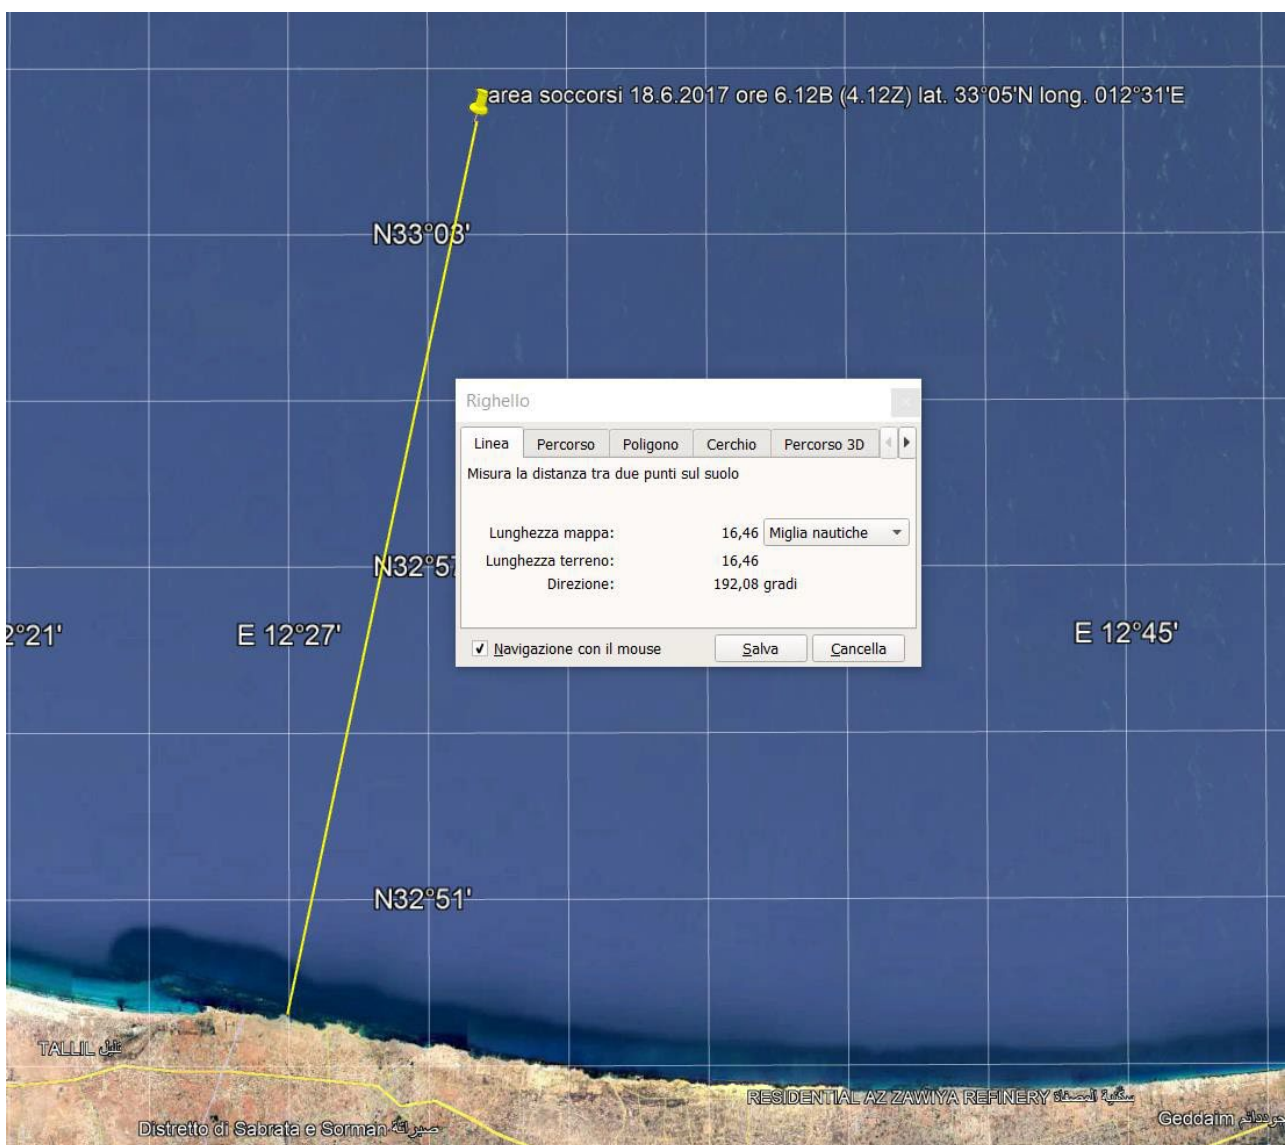 area soccorsi 18.6.2017 ore 6.12B (4.12Z) lat. 33°05'N long. 012°31'E
N33°03'
Righello
Linea Percorso Poligono Cerchio Percorso 3D
Misura la distanza tra due punti sul suolo
Lunghezza mappa: 16,46 Miglia nautiche
Lunghezza terreno: 16,46
Direzione: 192,08 gradi
Navigazione con il mouse Salva Cancella
N32°57
2°21' E 12°27' E 12°45'
N32°51'
TALLIL تليل
RESIDENTIAL AZ ZAWIYA REFINERY سكنية المصفاة
Geddaim
Distretto di Sabrata e Sorman